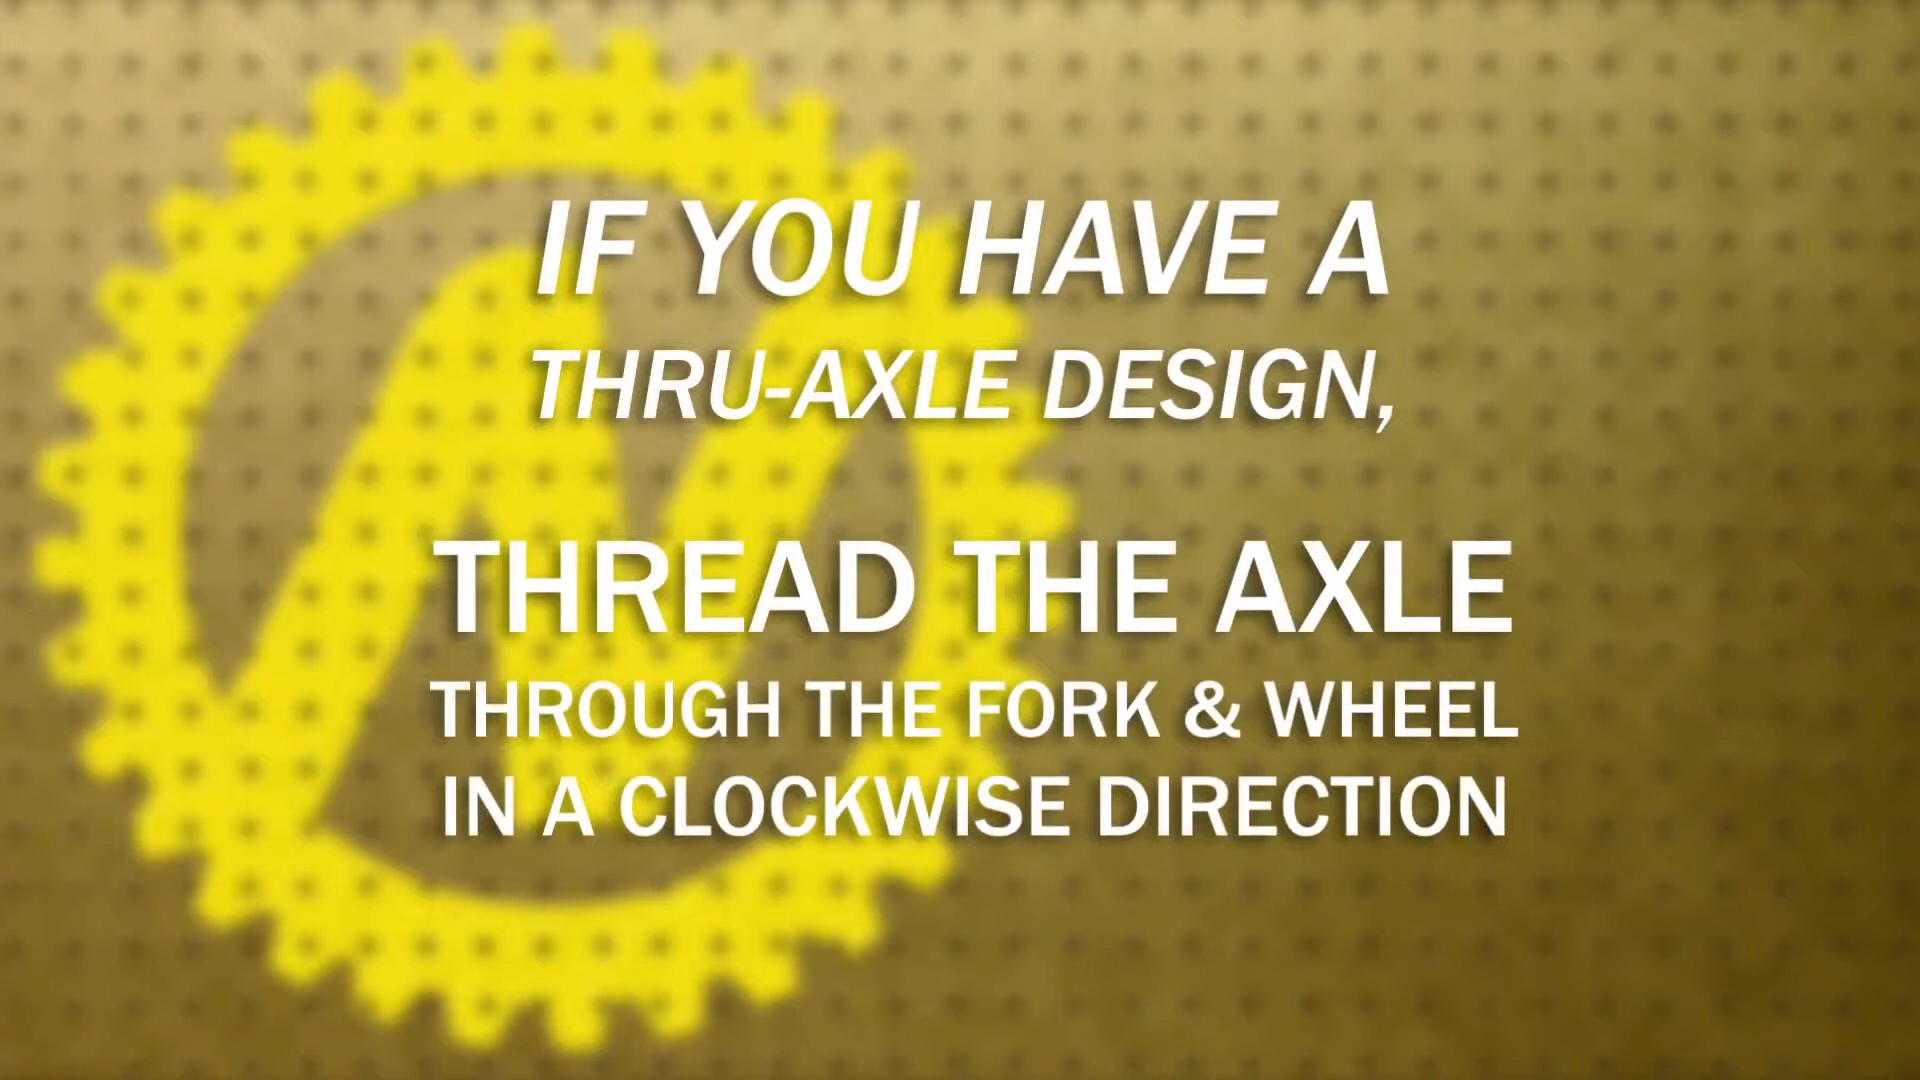 IF YOU HAVE A
THRU-AXLE DESIGN,
THREAD THE AXLE
THROUGH THE FORK & WHEEL
IN A CLOCKWISE DIRECTION